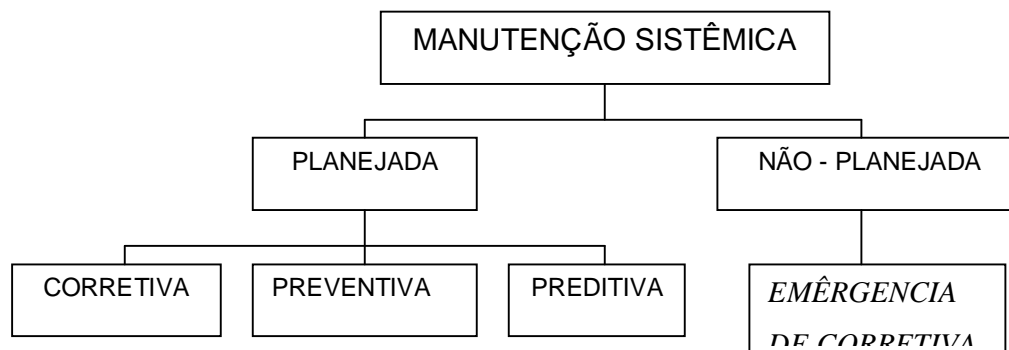 MANUTENÇÃO SISTÊMICA
PLANEJADA
NÃO - PLANEJADA
CORRETIVA
PREVENTIVA
PREDITIVA
EMÊRGENCIA
DE CORRETIVA